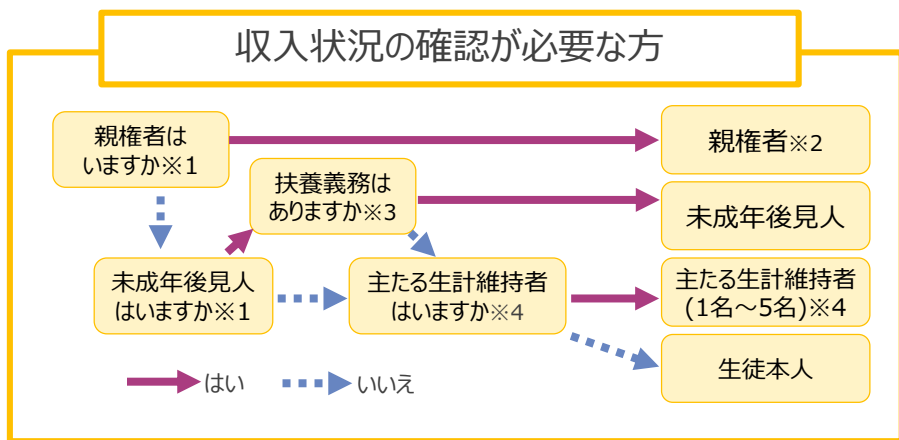 収入状況の確認が必要な方
親権者は
いますか※1
親権者※2
扶養義務は
ありますか※3
未成年後見人
未成年後見人
はいますか※1
主たる生計維持者
はいますか※4
主たる生計維持者
(1名～5名)※4
生徒本人
はい
いいえ